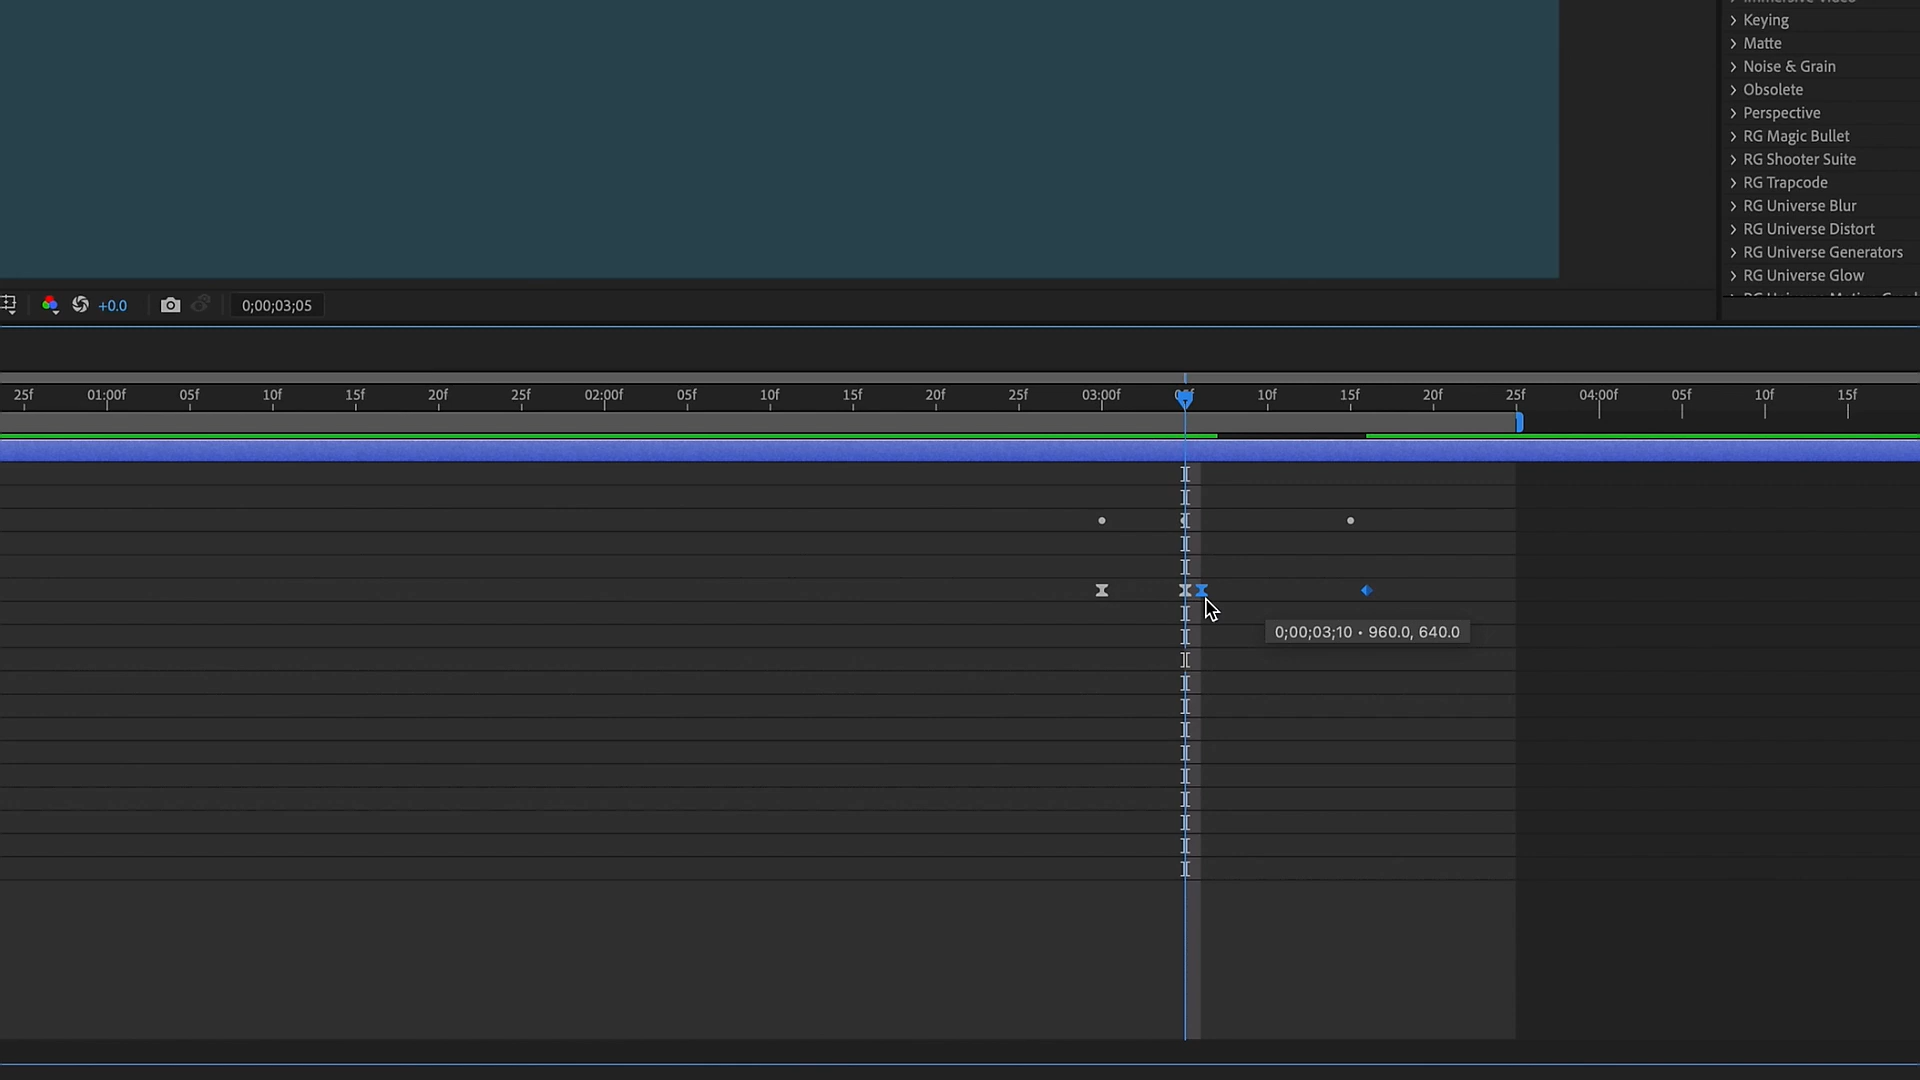 Keying
Matte
Noise & Grain
Obsolete
Perspective
RG Magic Bullet
RG Shooter Suite
RG Trapcode
RG Universe Blur
RG Universe Distort
RG Universe Generators
RG Universe Glow
+0.0
0;00;03;05
25f 01:00f 05f 10f 15f 20f 25f 02:00f 05f 10f 15f 20f 25f 03:00f 10f 15f 20f 25f 04:00f 05f 10f 15f
0;00;03;10 • 960.0, 640.0